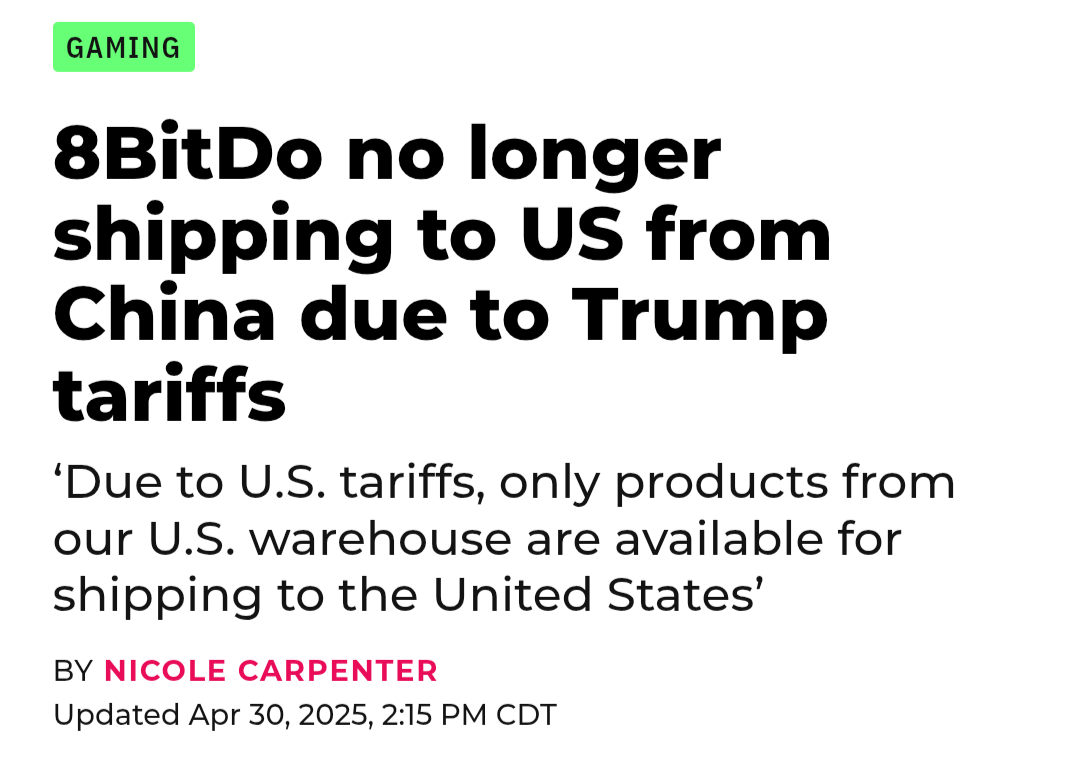 GAMING
8BitDo no longer
shipping to US from
China due to Trump
tariffs
‘Due to U.S. tariffs, only products from
our U.S. warehouse are available for
shipping to the United States’
BY NICOLE CARPENTER
Updated Apr 30, 2025, 2:15 PM CDT